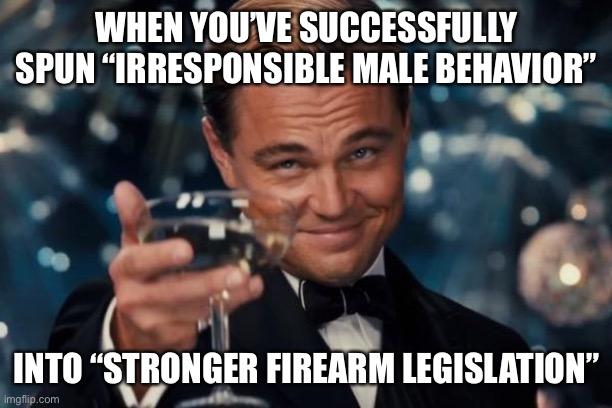 WHEN YOU’VE SUCCESSFULLY
SPUN “IRRESPONSIBLE MALE BEHAVIOR”
INTO “STRONGER FIREARM LEGISLATION”
imgflip.com